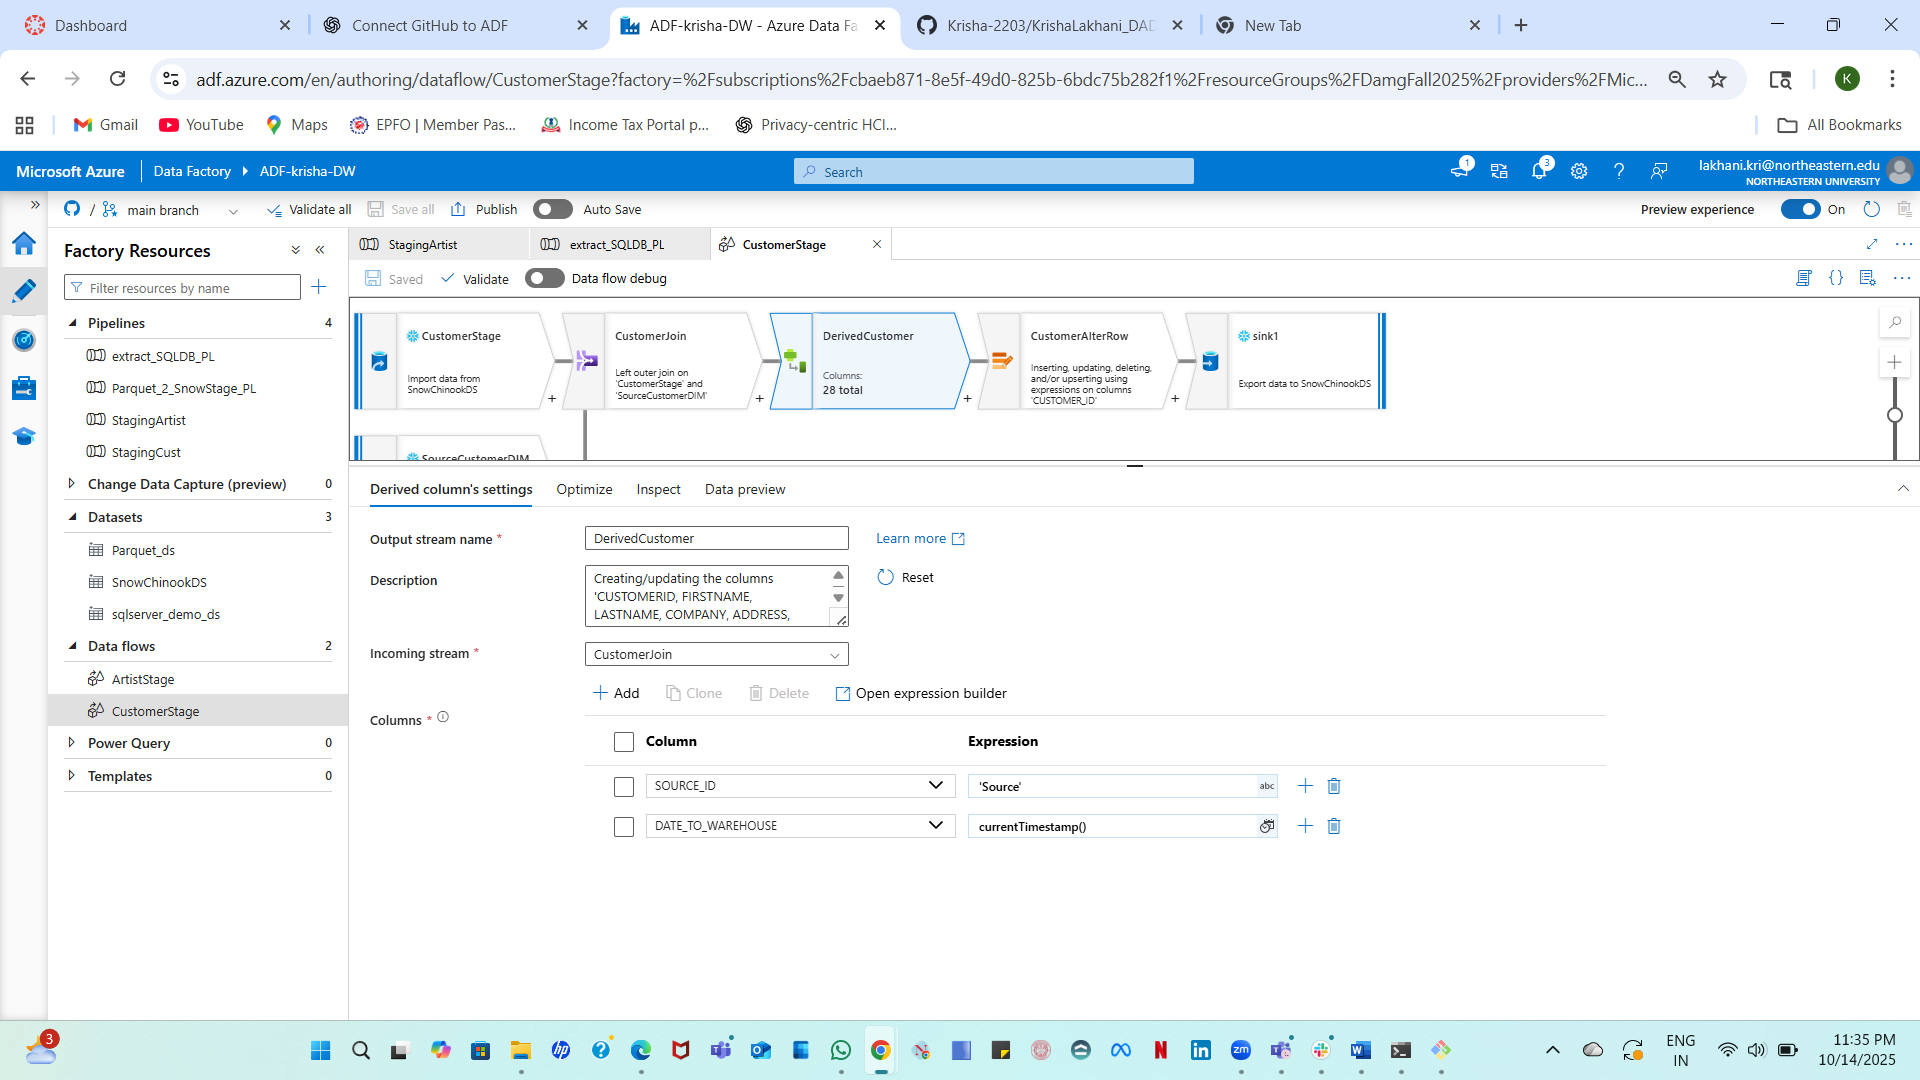 Dashboard
Connect GitHub to ADF
ADF-krisha-DW - Azure Data Fa
Krisha-2203/KrishaLakhani_DAD
New Tab
adf.azure.com/en/authoring/dataflow/CustomerStage?factory=%2Fsubscriptions%2Fcbaeb871-8e5f-49d0-825b-6bdc75b282f1%2FresourceGroups%2FDamgFall2025%2Fproviders%2FMic...
K
Gmail
YouTube
Maps
EPFO | Member Pas...
Income Tax Portal p...
Privacy-centric HCI...
All Bookmarks
Microsoft Azure
Data Factory
ADF-krisha-DW
Search
1
3
lakhani.kri@northeastern.edu
NORTHEASTERN UNIVERSITY
/ main branch
Validate all
Save all
Publish
Auto Save
Preview experience
On
Factory Resources
Filter resources by name
Pipelines 4
extract_SQLDB_PL
Parquet_2_SnowStage_PL
StagingArtist
StagingCust
Change Data Capture (preview) 0
Datasets 3
Parquet_ds
SnowChinookDS
sqlserver_demo_ds
Data flows 2
ArtistStage
CustomerStage
Power Query 0
Templates 0
StagingArtist
extract_SQLDB_PL
CustomerStage
Saved
Validate
Data flow debug
CustomerStage
Import data from
SnowChinookDS
CustomerJoin
Left outer join on
'CustomerStage' and
'SourceCustomerDIM'
DerivedCustomer
Columns:
28 total
CustomerAlterRow
Inserting, updating, deleting,
and/or upserting using
expressions on columns
'CUSTOMER_ID'
sink1
Export data to SnowChinookDS
SourceCustomerDIM
Derived column's settings
Optimize
Inspect
Data preview
Output stream name *
DerivedCustomer
Learn more
Description
Creating/updating the columns
'CUSTOMERID, FIRSTNAME,
LASTNAME, COMPANY, ADDRESS,
Reset
Incoming stream *
CustomerJoin
Add
Clone
Delete
Open expression builder
Columns *
Column
Expression
SOURCE_ID
'Source'
abc
DATE_TO_WAREHOUSE
currentTimestamp()
3
ENG
IN
11:35 PM
10/14/2025